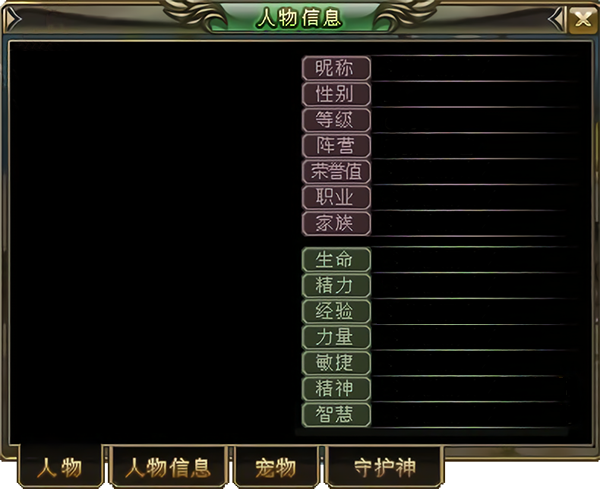 人物信息
昵称
性别
等级
阵营
荣誉值
职业
家族
生命
精力
经验
力量
敏捷
精神
智慧
人物 人物信息 宠物 守护神